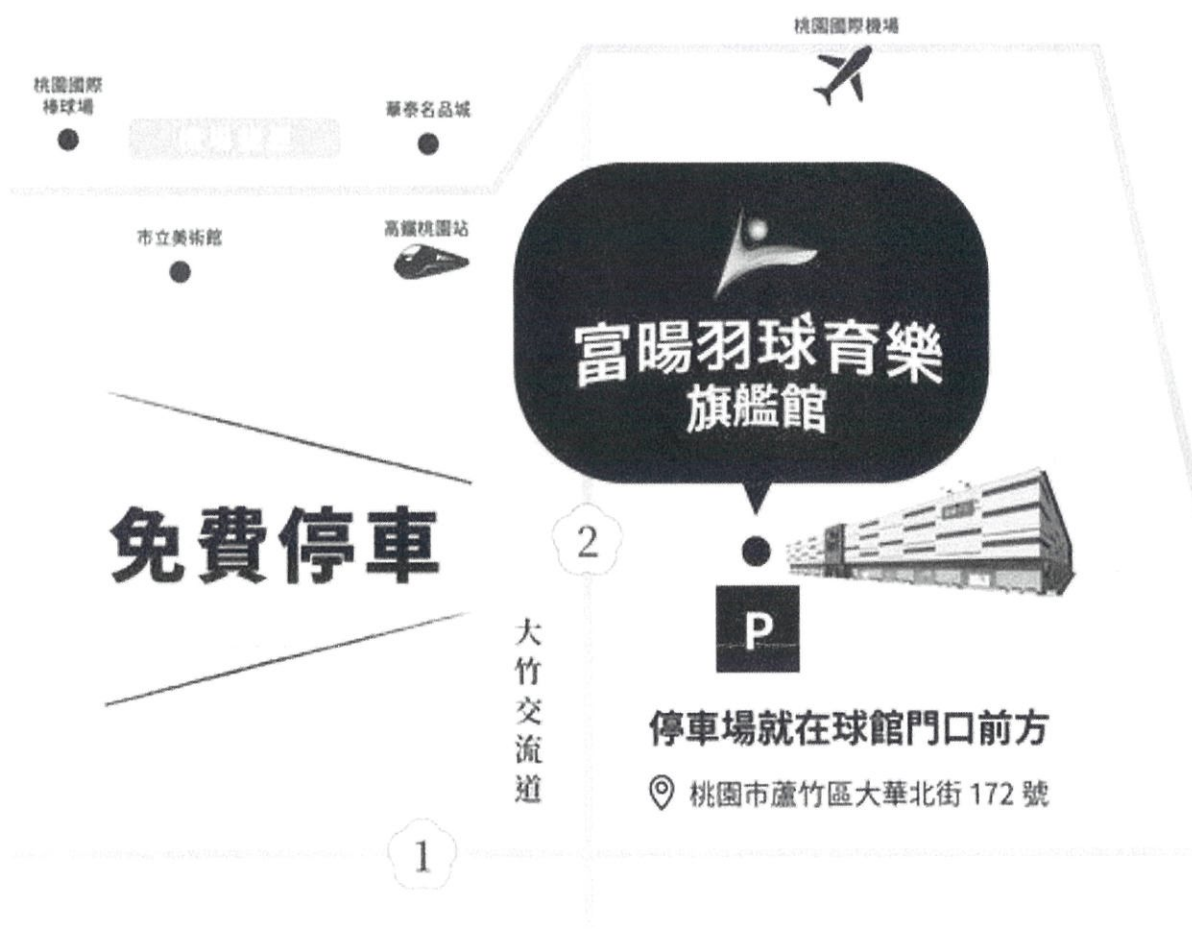 桃園國際機場
桃園國際
棒球場
華泰名品城
市立美術館
高鐵桃園站
富暘羽球育樂
旗艦館
免費停車
2
P
大竹交流道
停車場就在球館門口前方
桃園市蘆竹區大華北街 172 號
1